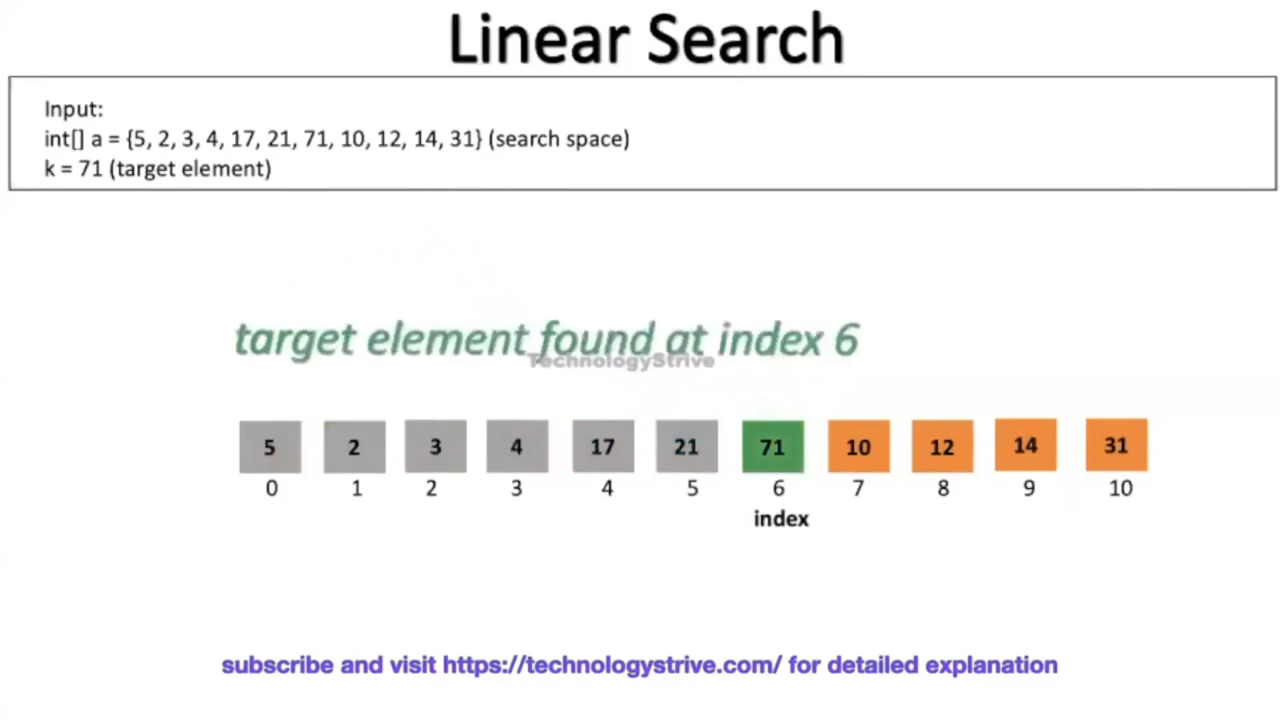 Linear Search
Input:
int[] a = {5, 2, 3, 4, 17, 21, 71, 10, 12, 14, 31} (search space)
k = 71 (target element)
target element found at index 6
TechnologyStrive
5 2 3 4 17 21 71 10 12 14 31
0 1 2 3 4 5 6 7 8 9 10
index
subscribe and visit https://technologystrive.com/ for detailed explanation